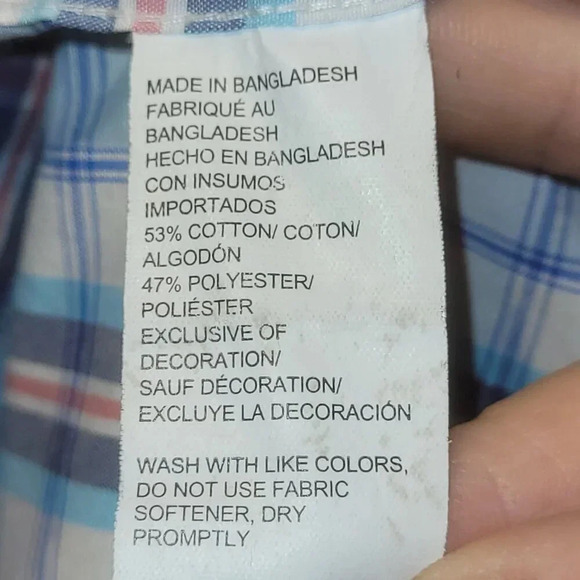 MADE IN BANGLADESH
FABRIQUÉ AU
BANGLADESH
HECHO EN BANGLADESH
CON INSUMOS
IMPORTADOS
53% COTTON/ COTON/
ALGODÓN
47% POLYESTER/
POLIÉSTER
EXCLUSIVE OF
DECORATION/
SAUF DÉCORATION/
EXCLUYE LA DECORACIÓN
WASH WITH LIKE COLORS,
DO NOT USE FABRIC
SOFTENER, DRY
PROMPTLY